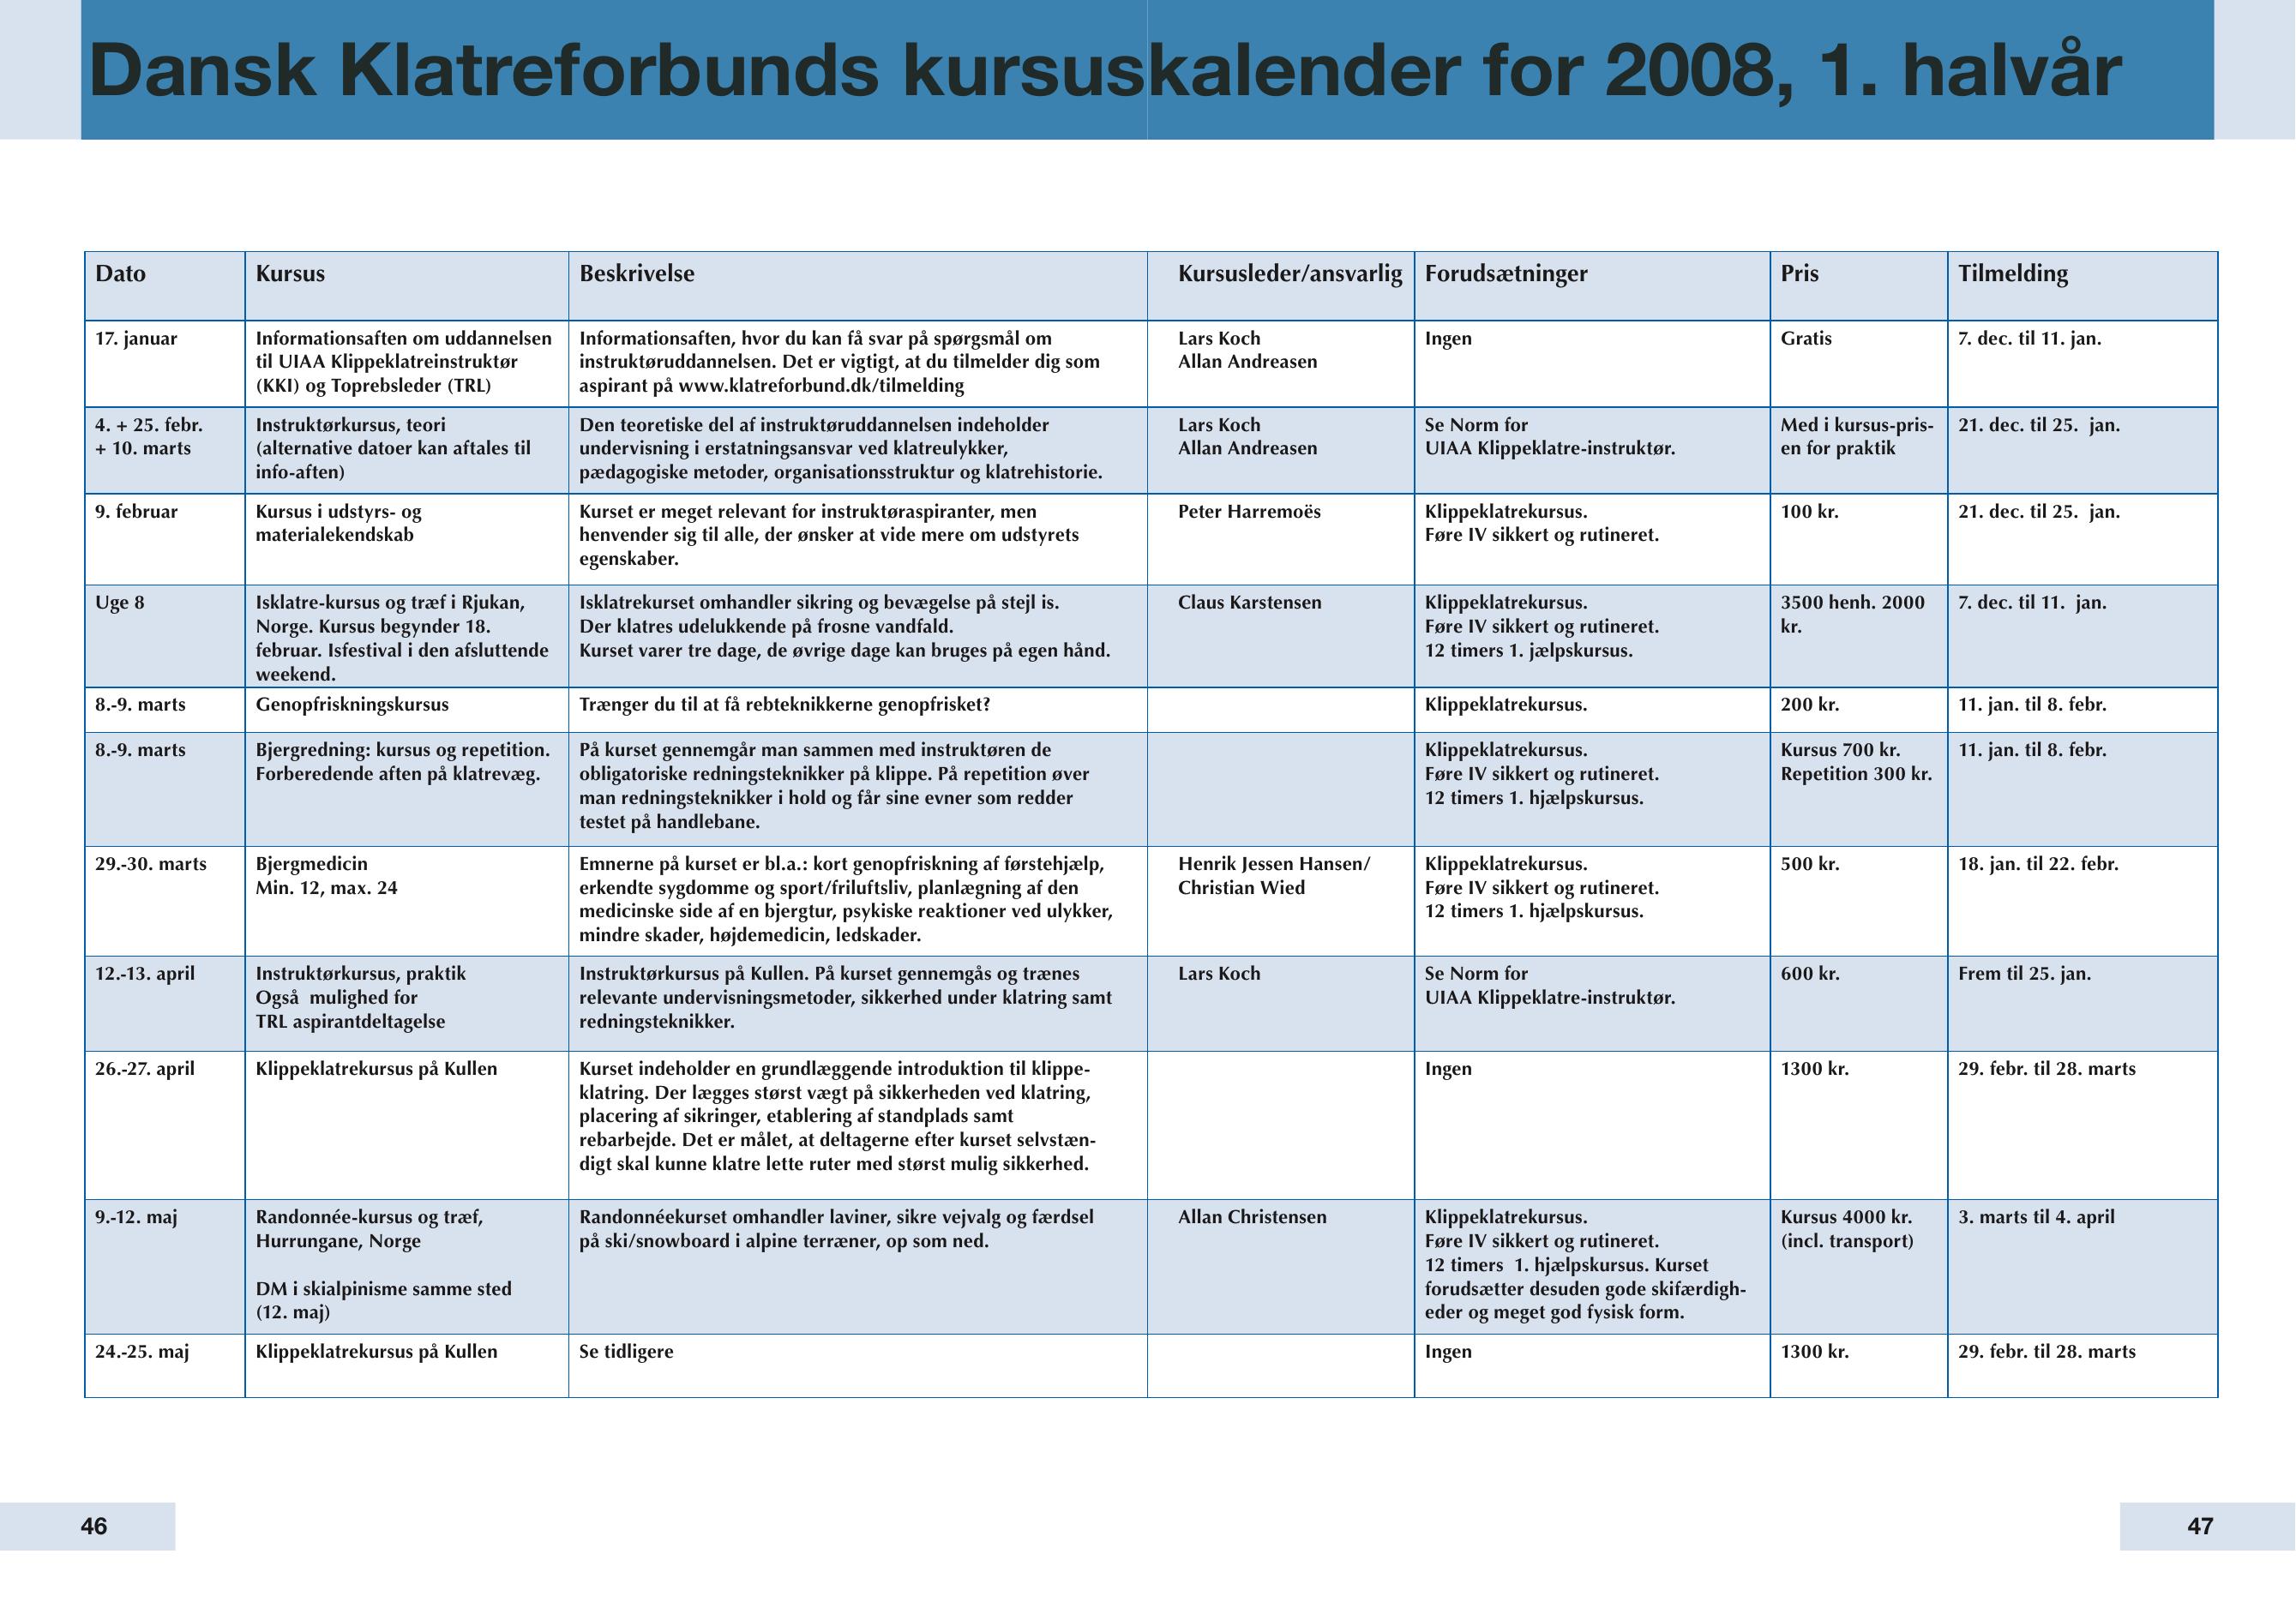 Dansk Klatreforbunds kursuskalender for 2008, 1. halvår
Dato
Kursus
Beskrivelse
Kursusleder/ansvarlig
Forudsætninger
Pris
Tilmelding
17. januar
Informationsaften om uddannelsen
til UIAA Klippeklatreinstruktør
(KKI) og Toprebsleder (TRL)
Informationsaften, hvor du kan få svar på spørgsmål om
instruktøruddannelsen. Det er vigtigt, at du tilmelder dig som
aspirant på www.klatreforbund.dk/tilmelding
Lars Koch
Allan Andreasen
Ingen
Gratis
7. dec. til 11. jan.
4. + 25. febr.
+ 10. marts
Instruktørkursus, teori
(alternative datoer kan aftales til
info-aften)
Den teoretiske del af instruktøruddannelsen indeholder
undervisning i erstatningsansvar ved klatreulykker,
pædagogiske metoder, organisationsstruktur og klatrehistorie.
Lars Koch
Allan Andreasen
Se Norm for
UIAA Klippeklatre-instruktør.
Med i kursus-pris-
en for praktik
21. dec. til 25. jan.
9. februar
Kursus i udstyrs- og
materialekendskab
Kurset er meget relevant for instruktøraspiranter, men
henvender sig til alle, der ønsker at vide mere om udstyrets
egenskaber.
Peter Harremoës
Klippeklatrekursus.
Føre IV sikkert og rutineret.
100 kr.
21. dec. til 25. jan.
Uge 8
Isklatre-kursus og træf i Rjukan,
Norge. Kursus begynder 18.
februar. Isfestival i den afsluttende
weekend.
Isklatrekurset omhandler sikring og bevægelse på stejl is.
Der klatres udelukkende på frosne vandfald.
Kurset varer tre dage, de øvrige dage kan bruges på egen hånd.
Claus Karstensen
Klippeklatrekursus.
Føre IV sikkert og rutineret.
12 timers 1. jælpskursus.
3500 henh. 2000
kr.
7. dec. til 11. jan.
8.-9. marts
Genopfriskningskursus
Trænger du til at få rebteknikkerne genopfrisket?
Klippeklatrekursus.
200 kr.
11. jan. til 8. febr.
8.-9. marts
Bjergredning: kursus og repetition.
Forberedende aften på klatrevæg.
På kurset gennemgår man sammen med instruktøren de
obligatoriske redningsteknikker på klippe. På repetition øver
man redningsteknikker i hold og får sine evner som redder
testet på handlebane.
Klippeklatrekursus.
Føre IV sikkert og rutineret.
12 timers 1. hjælpskursus.
Kursus 700 kr.
Repetition 300 kr.
11. jan. til 8. febr.
29.-30. marts
Bjergmedicin
Min. 12, max. 24
Emnerne på kurset er bl.a.: kort genopfriskning af førstehjælp,
erkendte sygdomme og sport/friluftsliv, planlægning af den
medicinske side af en bjergtur, psykiske reaktioner ved ulykker,
mindre skader, højdemedicin, ledskader.
Henrik Jessen Hansen/
Christian Wied
Klippeklatrekursus.
Føre IV sikkert og rutineret.
12 timers 1. hjælpskursus.
500 kr.
18. jan. til 22. febr.
12.-13. april
Instruktørkursus, praktik
Også mulighed for
TRL aspirantdeltagelse
Instruktørkursus på Kullen. På kurset gennemgås og trænes
relevante undervisningsmetoder, sikkerhed under klatring samt
redningsteknikker.
Lars Koch
Se Norm for
UIAA Klippeklatre-instruktør.
600 kr.
Frem til 25. jan.
26.-27. april
Klippeklatrekursus på Kullen
Kurset indeholder en grundlæggende introduktion til klippe-
klatring. Der lægges størst vægt på sikkerheden ved klatring,
placering af sikringer, etablering af standplads samt
rebarbejde. Det er målet, at deltagerne efter kurset selvstæn-
digt skal kunne klatre lette ruter med størst mulig sikkerhed.
Ingen
1300 kr.
29. febr. til 28. marts
9.-12. maj
Randonnée-kursus og træf,
Hurrungane, Norge
DM i skialpinisme samme sted
(12. maj)
Randonnéekurset omhandler laviner, sikre vejvalg og færdsel
på ski/snowboard i alpine terræner, op som ned.
Allan Christensen
Klippeklatrekursus.
Føre IV sikkert og rutineret.
12 timers 1. hjælpskursus. Kurset
forudsætter desuden gode skifærdigh-
eder og meget god fysisk form.
Kursus 4000 kr.
(incl. transport)
3. marts til 4. april
24.-25. maj
Klippeklatrekursus på Kullen
Se tidligere
Ingen
1300 kr.
29. febr. til 28. marts
46
47